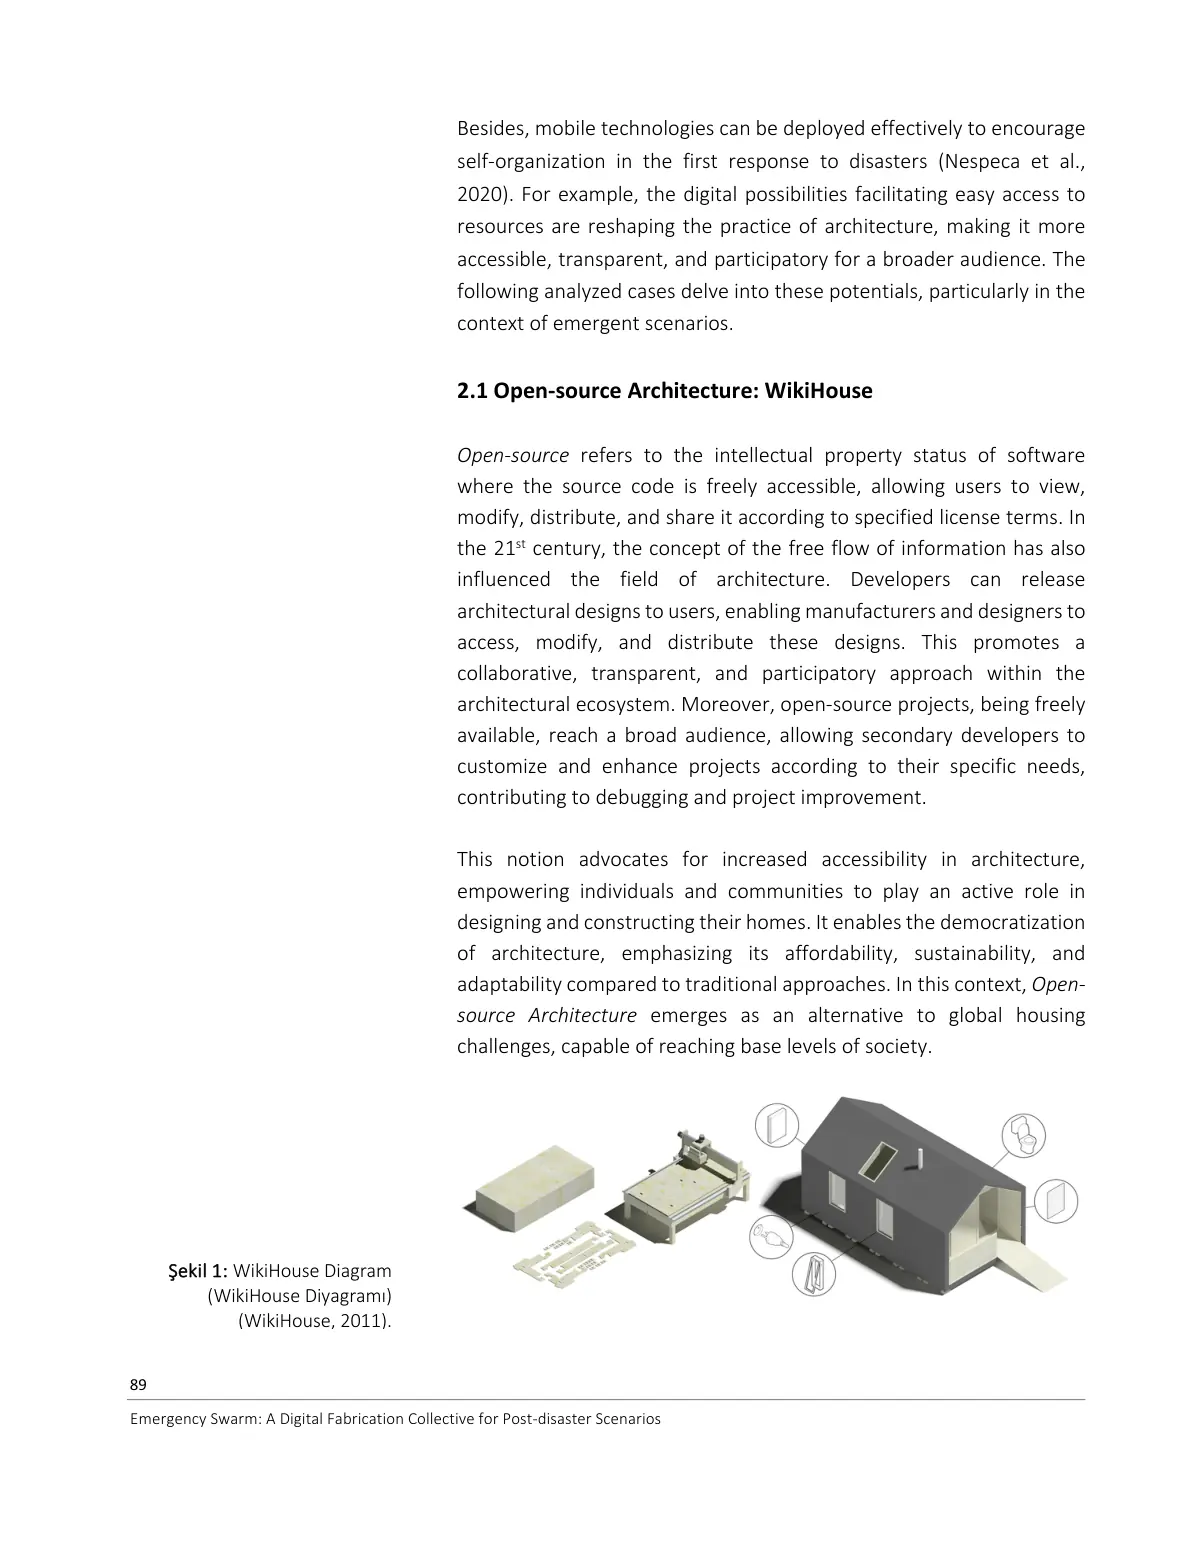 Besides, mobile technologies can be deployed effectively to encourage
self-organization in the first response to disasters (Nespeca et al.,
2020). For example, the digital possibilities facilitating easy access to
resources are reshaping the practice of architecture, making it more
accessible, transparent, and participatory for a broader audience. The
following analyzed cases delve into these potentials, particularly in the
context of emergent scenarios.
2.1 Open-source Architecture: WikiHouse
Open-source refers to the intellectual property status of software
where the source code is freely accessible, allowing users to view,
modify, distribute, and share it according to specified license terms. In
the 21st century, the concept of the free flow of information has also
influenced the field of architecture. Developers can release
architectural designs to users, enabling manufacturers and designers to
access, modify, and distribute these designs. This promotes a
collaborative, transparent, and participatory approach within the
architectural ecosystem. Moreover, open-source projects, being freely
available, reach a broad audience, allowing secondary developers to
customize and enhance projects according to their specific needs,
contributing to debugging and project improvement.
This notion advocates for increased accessibility in architecture,
empowering individuals and communities to play an active role in
designing and constructing their homes. It enables the democratization
of architecture, emphasizing its affordability, sustainability, and
adaptability compared to traditional approaches. In this context, Open-
source Architecture emerges as an alternative to global housing
challenges, capable of reaching base levels of society.
Şekil 1: WikiHouse Diagram
(WikiHouse Diyagramı)
(WikiHouse, 2011).
89
Emergency Swarm: A Digital Fabrication Collective for Post-disaster Scenarios